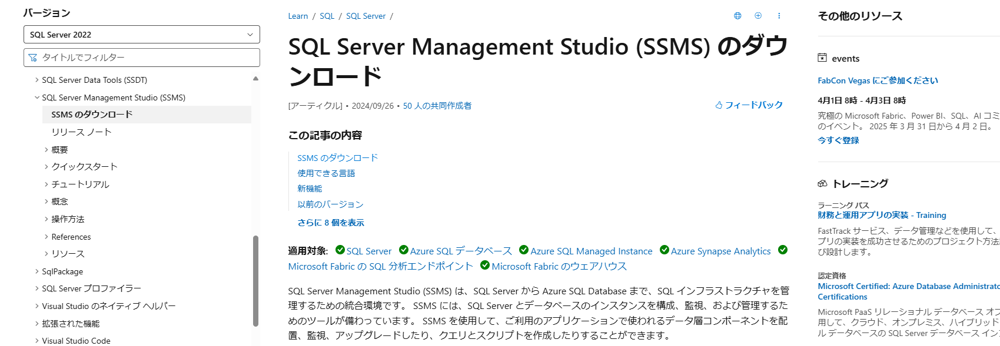 バージョン
SQL Server 2022
タイトルでフィルター
SQL Server Data Tools (SSDT)
SQL Server Management Studio (SSMS)
SSMS のダウンロード
リリース ノート
概要
クイックスタート
チュートリアル
概念
操作方法
References
リソース
SqlPackage
SQL Server プロファイラー
Visual Studio のネイティブ ヘルパー
拡張された機能
Visual Studio Code
Learn / SQL / SQL Server /
SQL Server Management Studio (SSMS) のダウ
ンロード
[アーティクル] • 2024/09/26 • 50 人の共同作成者
フィードバック
この記事の内容
SSMS のダウンロード
使用できる言語
新機能
以前のバージョン
さらに 8 個を表示
適用対象: SQL Server Azure SQL データベース Azure SQL Managed Instance Azure Synapse Analytics
Microsoft Fabric の SQL 分析エンドポイント Microsoft Fabric のウェアハウス
SQL Server Management Studio (SSMS) は、SQL Server から Azure SQL Database まで、SQL インフラストラクチャを管
理するための統合環境です。 SSMS には、SQL Server とデータベースのインスタンスを構成、監視、および管理するた
めのツールが備わっています。 SSMS を使用して、ご利用のアプリケーションで使われるデータ層コンポーネントを配
置、監視、アップグレードしたり、クエリとスクリプトを作成したりすることができます。
その他のリソース
events
FabCon Vegas にご参加ください
4月1日 8時 - 4月3日 8時
究極の Microsoft Fabric、Power BI、SQL、AI コミ
のイベント。 2025 年 3 月 31 日から 4 月 2 日。
今すぐ登録
トレーニング
ラーニング パス
財務と運用アプリの実装 - Training
FastTrack サービス、データ管理などを使用して、
プリの実装を成功させるためのプロジェクト方法
び設計します。
認定資格
Microsoft Certified: Azure Database Administrato
Certifications
Microsoft PaaS リレーショナル データベース オフ
用して、クラウド、オンプレミス、ハイブリッド
ル データベースの SQL Server データベース イン